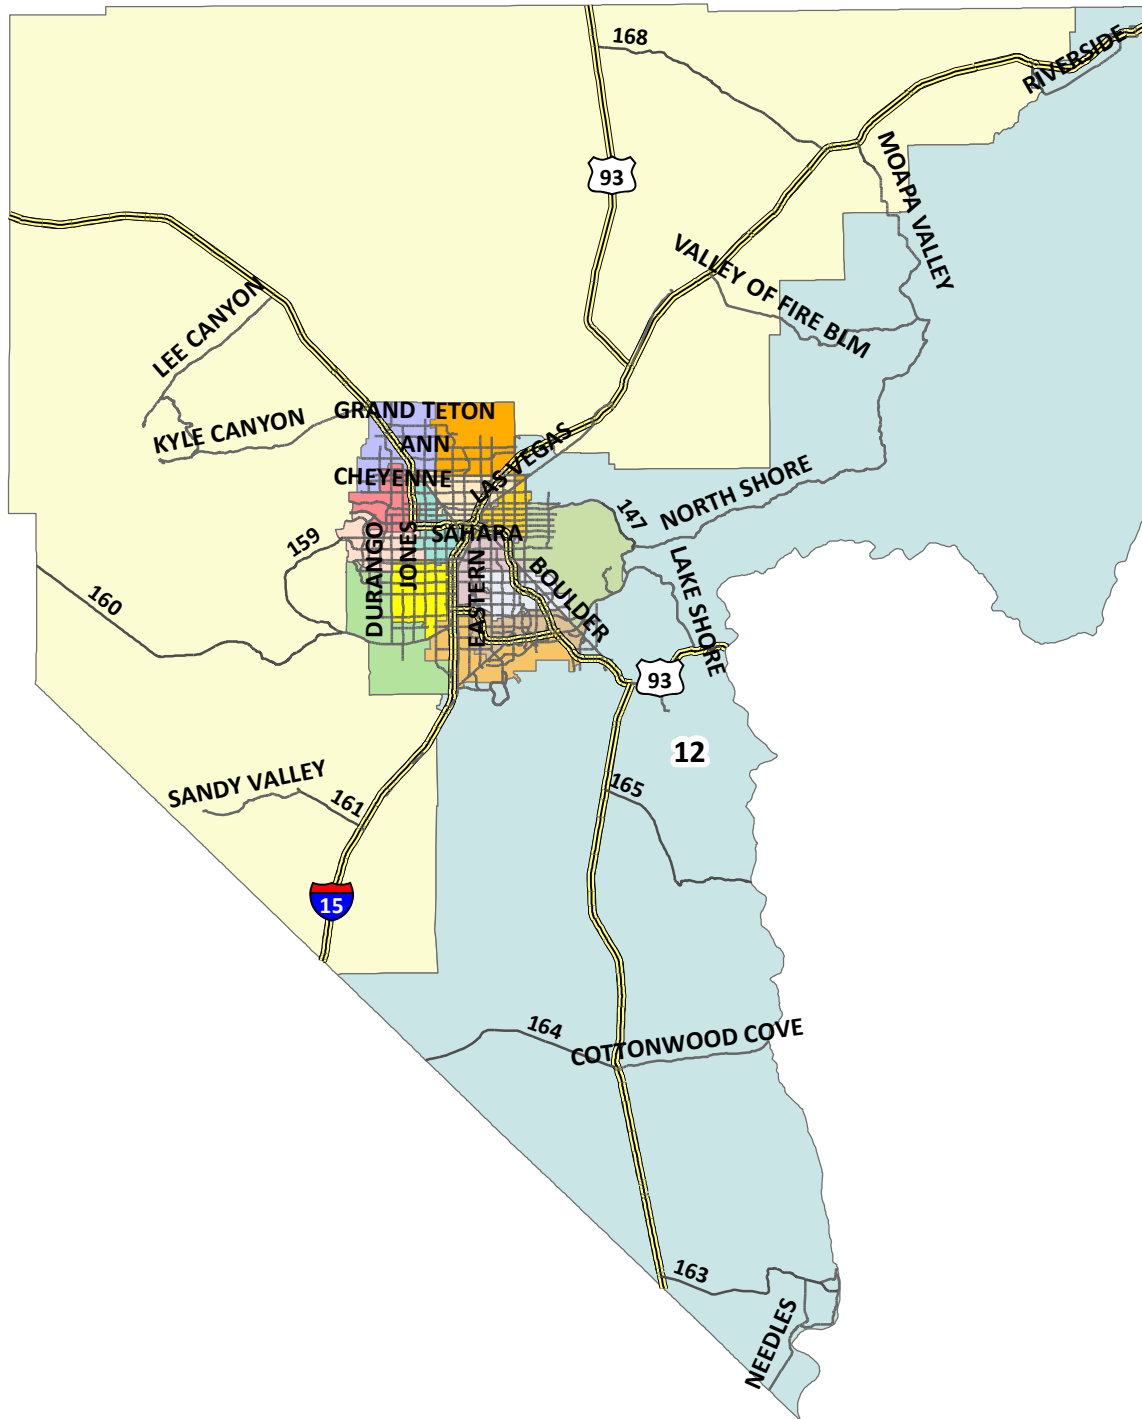 168
RIVERSIDE
93
MOAPA VALLEY
VALLEY OF FIRE BLM
LEE CANYON
KYLE CANYON
GRAND TETON
ANN
CHEYENNE
LAS VEGAS
NORTH SHORE
147
SAHARA
159
DURANGO
JONES
EASTERN
BOULDER
LAKE SHORE
160
93
12
SANDY VALLEY
161
165
15
164
COTTONWOOD COVE
163
NEEDLES